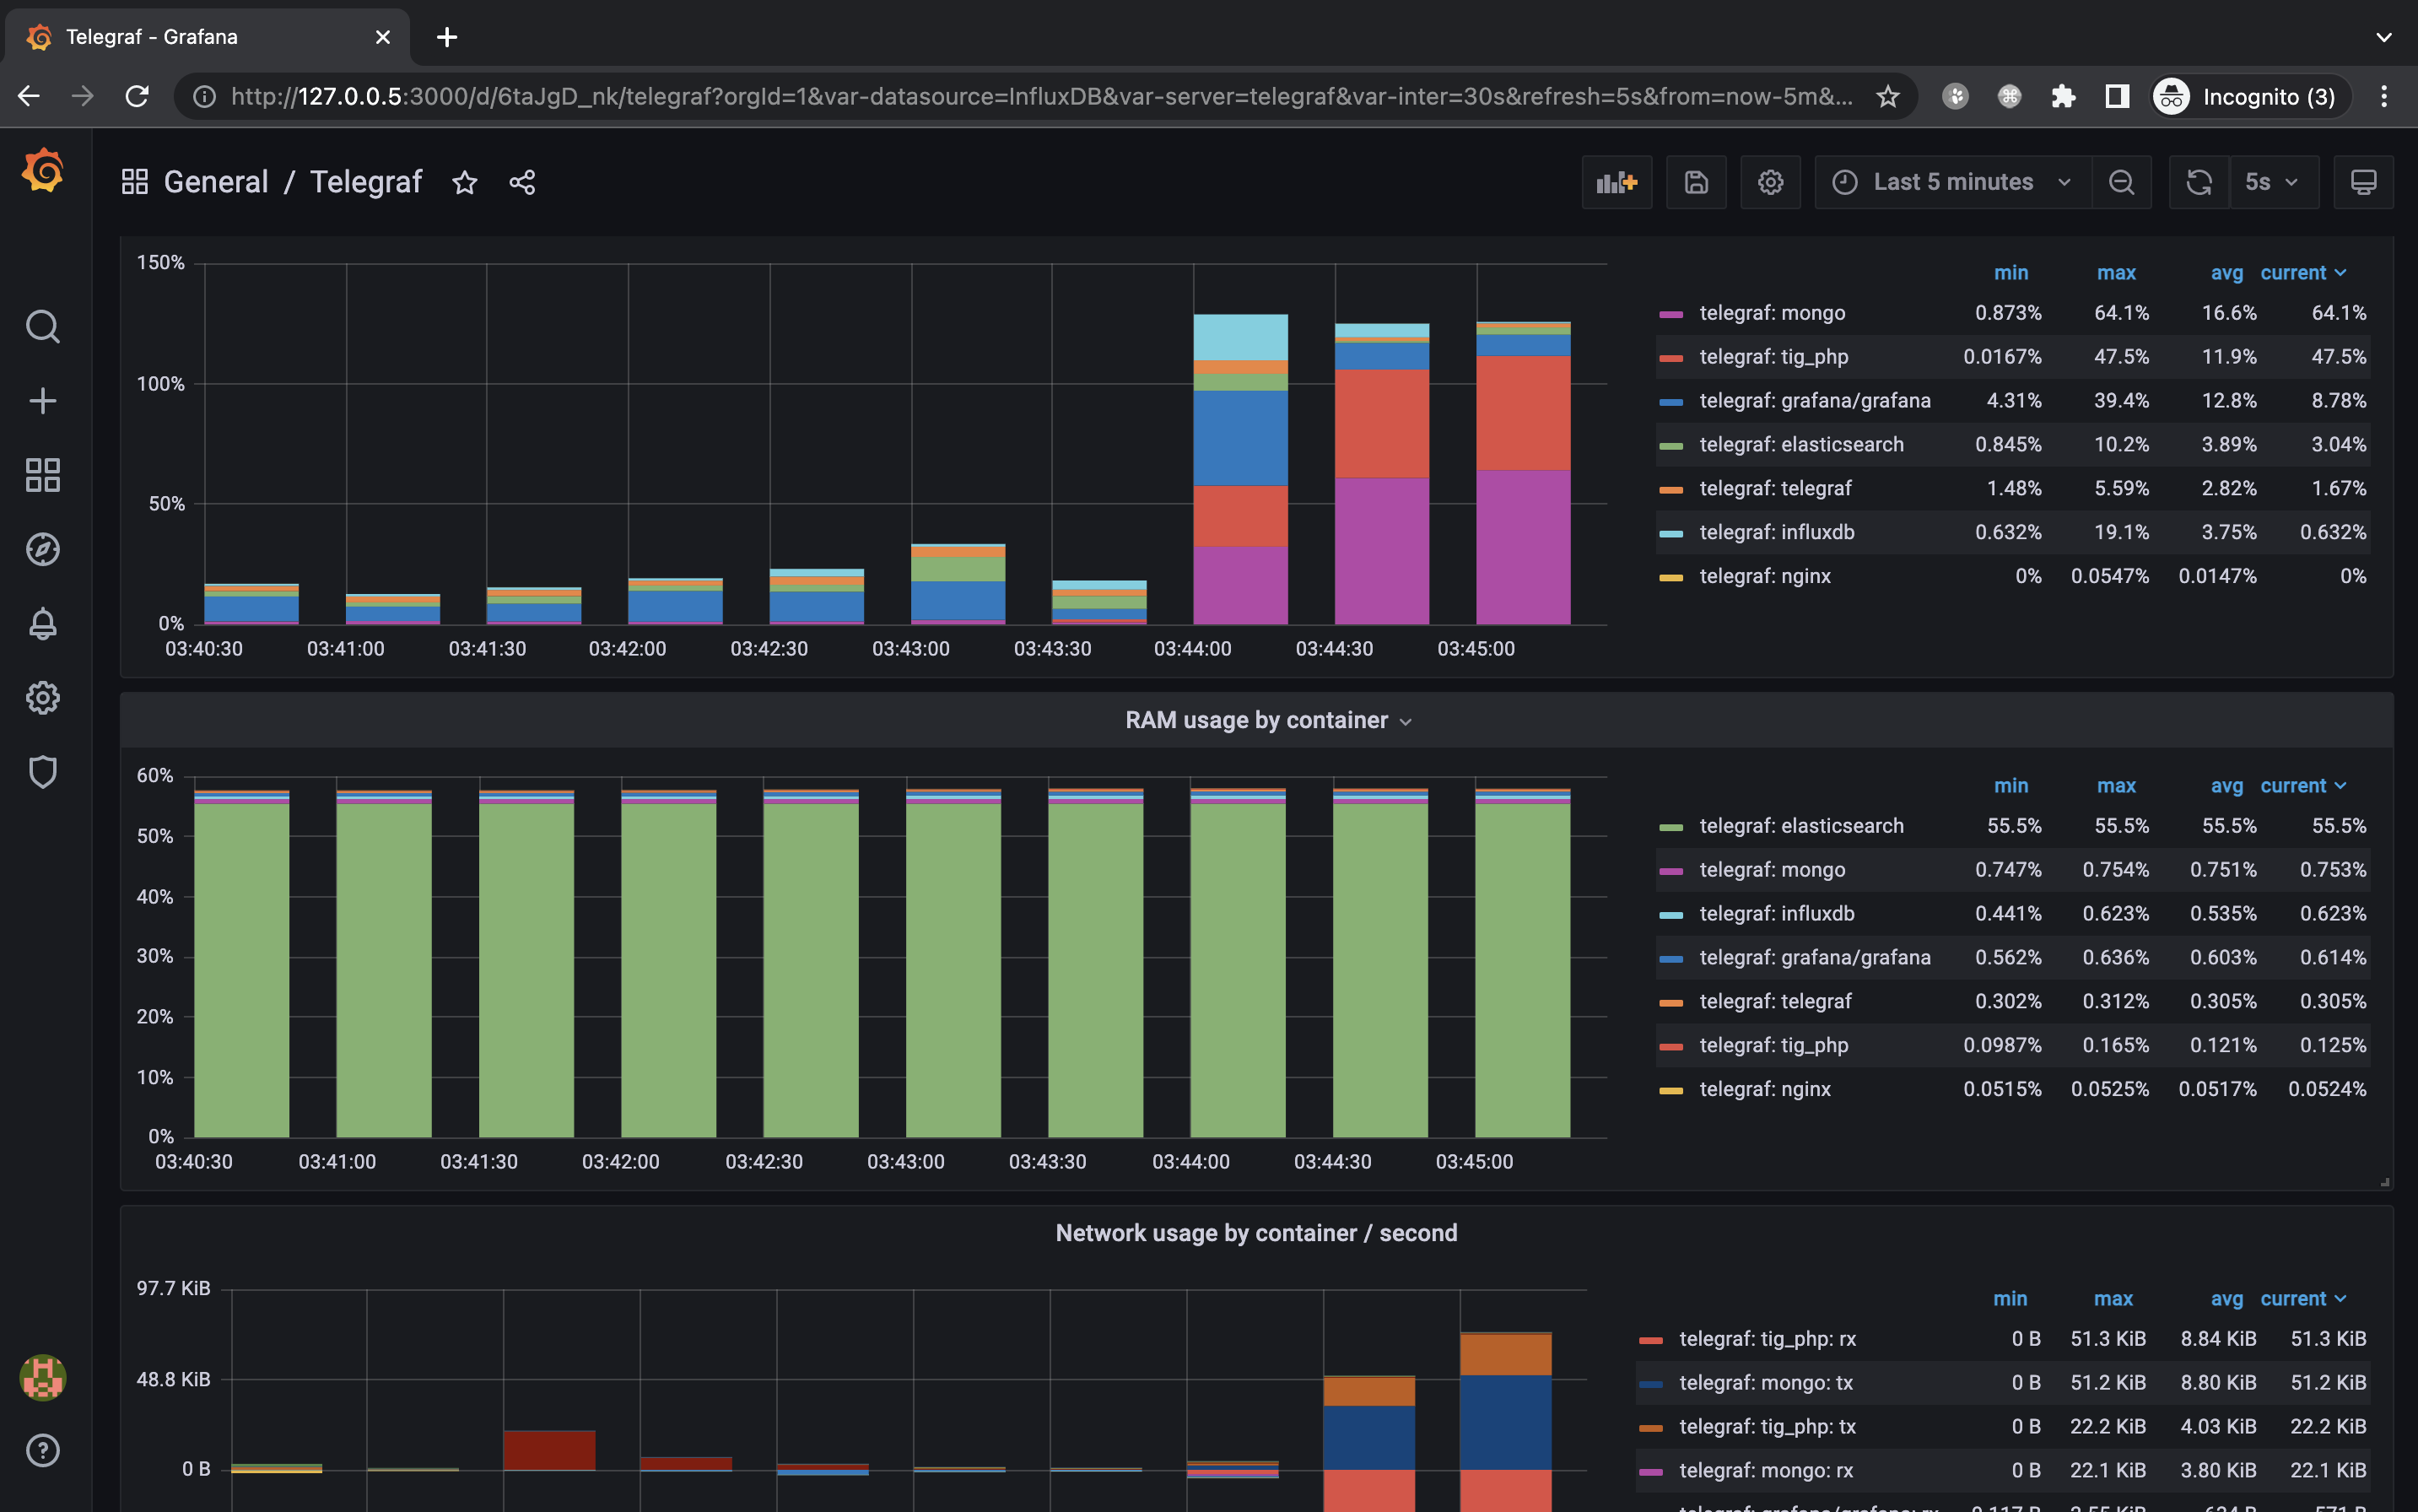 Telegraf - Grafana
http://127.0.0.5:3000/d/6taJgD_nk/telegraf?orgId=1&var-datasource=InfluxDB&var-server=telegraf&var-inter=30s&refresh=5s&from=now-5m&...
Incognito (3)
General / Telegraf
Last 5 minutes
5s
150%
100%
50%
0%
03:40:30 03:41:00 03:41:30 03:42:00 03:42:30 03:43:00 03:43:30 03:44:00 03:44:30 03:45:00
min max avg current
telegraf: mongo 0.873% 64.1% 16.6% 64.1%
telegraf: tig_php 0.0167% 47.5% 11.9% 47.5%
telegraf: grafana/grafana 4.31% 39.4% 12.8% 8.78%
telegraf: elasticsearch 0.845% 10.2% 3.89% 3.04%
telegraf: telegraf 1.48% 5.59% 2.82% 1.67%
telegraf: influxdb 0.632% 19.1% 3.75% 0.632%
telegraf: nginx 0% 0.0547% 0.0147% 0%
RAM usage by container
60%
50%
40%
30%
20%
10%
0%
03:40:30 03:41:00 03:41:30 03:42:00 03:42:30 03:43:00 03:43:30 03:44:00 03:44:30 03:45:00
min max avg current
telegraf: elasticsearch 55.5% 55.5% 55.5% 55.5%
telegraf: mongo 0.747% 0.754% 0.751% 0.753%
telegraf: influxdb 0.441% 0.623% 0.535% 0.623%
telegraf: grafana/grafana 0.562% 0.636% 0.603% 0.614%
telegraf: telegraf 0.302% 0.312% 0.305% 0.305%
telegraf: tig_php 0.0987% 0.165% 0.121% 0.125%
telegraf: nginx 0.0515% 0.0525% 0.0517% 0.0524%
Network usage by container / second
97.7 KiB
48.8 KiB
0 B
min max avg current
telegraf: tig_php: rx 0 B 51.3 KiB 8.84 KiB 51.3 KiB
telegraf: mongo: tx 0 B 51.2 KiB 8.80 KiB 51.2 KiB
telegraf: tig_php: tx 0 B 22.2 KiB 4.03 KiB 22.2 KiB
telegraf: mongo: rx 0 B 22.1 KiB 3.80 KiB 22.1 KiB